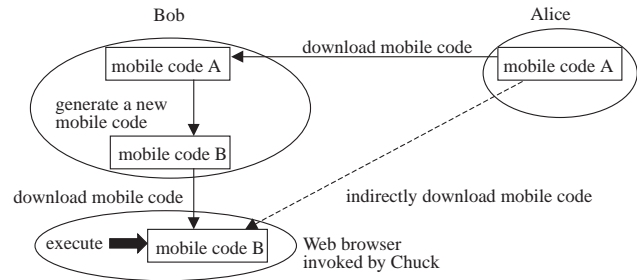 Bob
Alice
download mobile code
mobile code A
mobile code A
generate a new
mobile code
mobile code B
download mobile code
indirectly download mobile code
execute
mobile code B
Web browser
invoked by Chuck